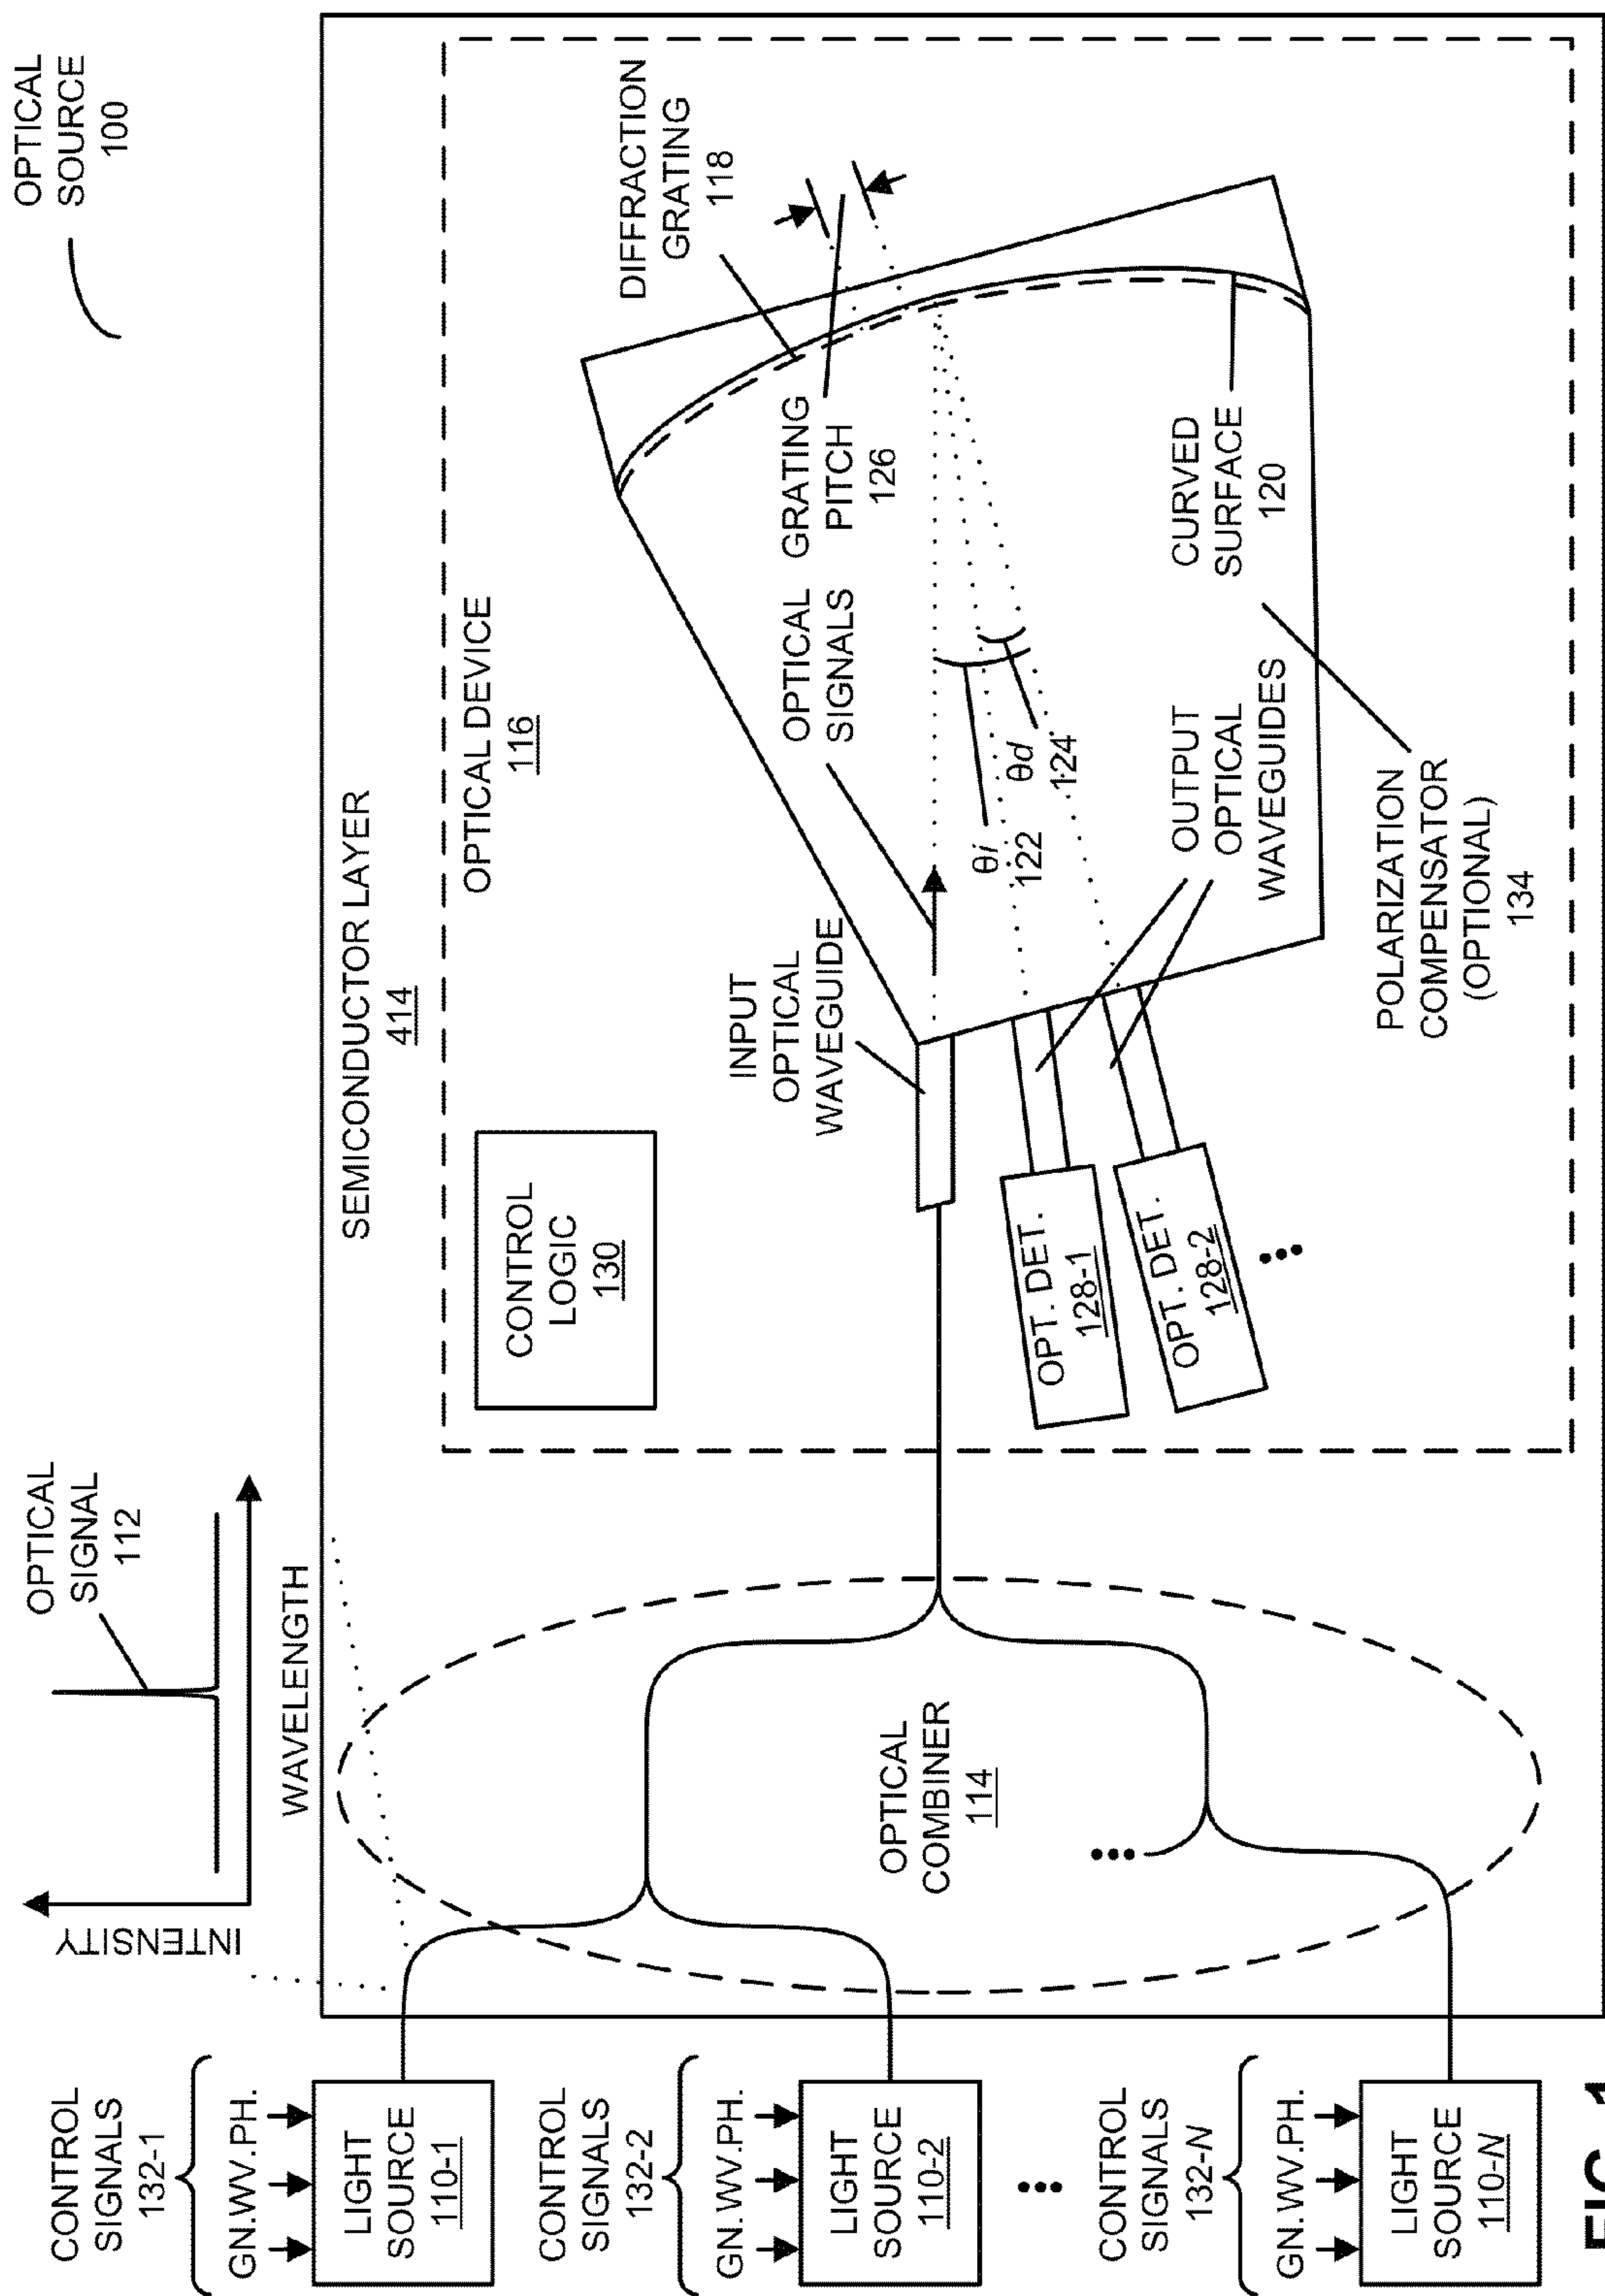 OPTICAL
SOURCE
100
OPTICAL
SIGNAL
112
INTENSITY
WAVELENGTH
CONTROL
SIGNALS
132-1
GN.WV.PH.
LIGHT
SOURCE
110-1
CONTROL
SIGNALS
132-2
GN.WV.PH.
LIGHT
SOURCE
110-2
CONTROL
SIGNALS
132-N
GN.WV.PH.
LIGHT
SOURCE
110-N
OPTICAL
COMBINER
114
SEMICONDUCTOR LAYER
414
OPTICAL DEVICE
116
CONTROL
LOGIC
130
INPUT
OPTICAL
WAVEGUIDE
OPTICAL
SIGNALS
GRATING
PITCH
126
DIFFRACTION
GRATING
118
θi
122
θd
124
OPT. DET.
128-1
OPT. DET.
128-2
OUTPUT
OPTICAL
WAVEGUIDES
CURVED
SURFACE
120
POLARIZATION
COMPENSATOR
(OPTIONAL)
134
FIG. 1